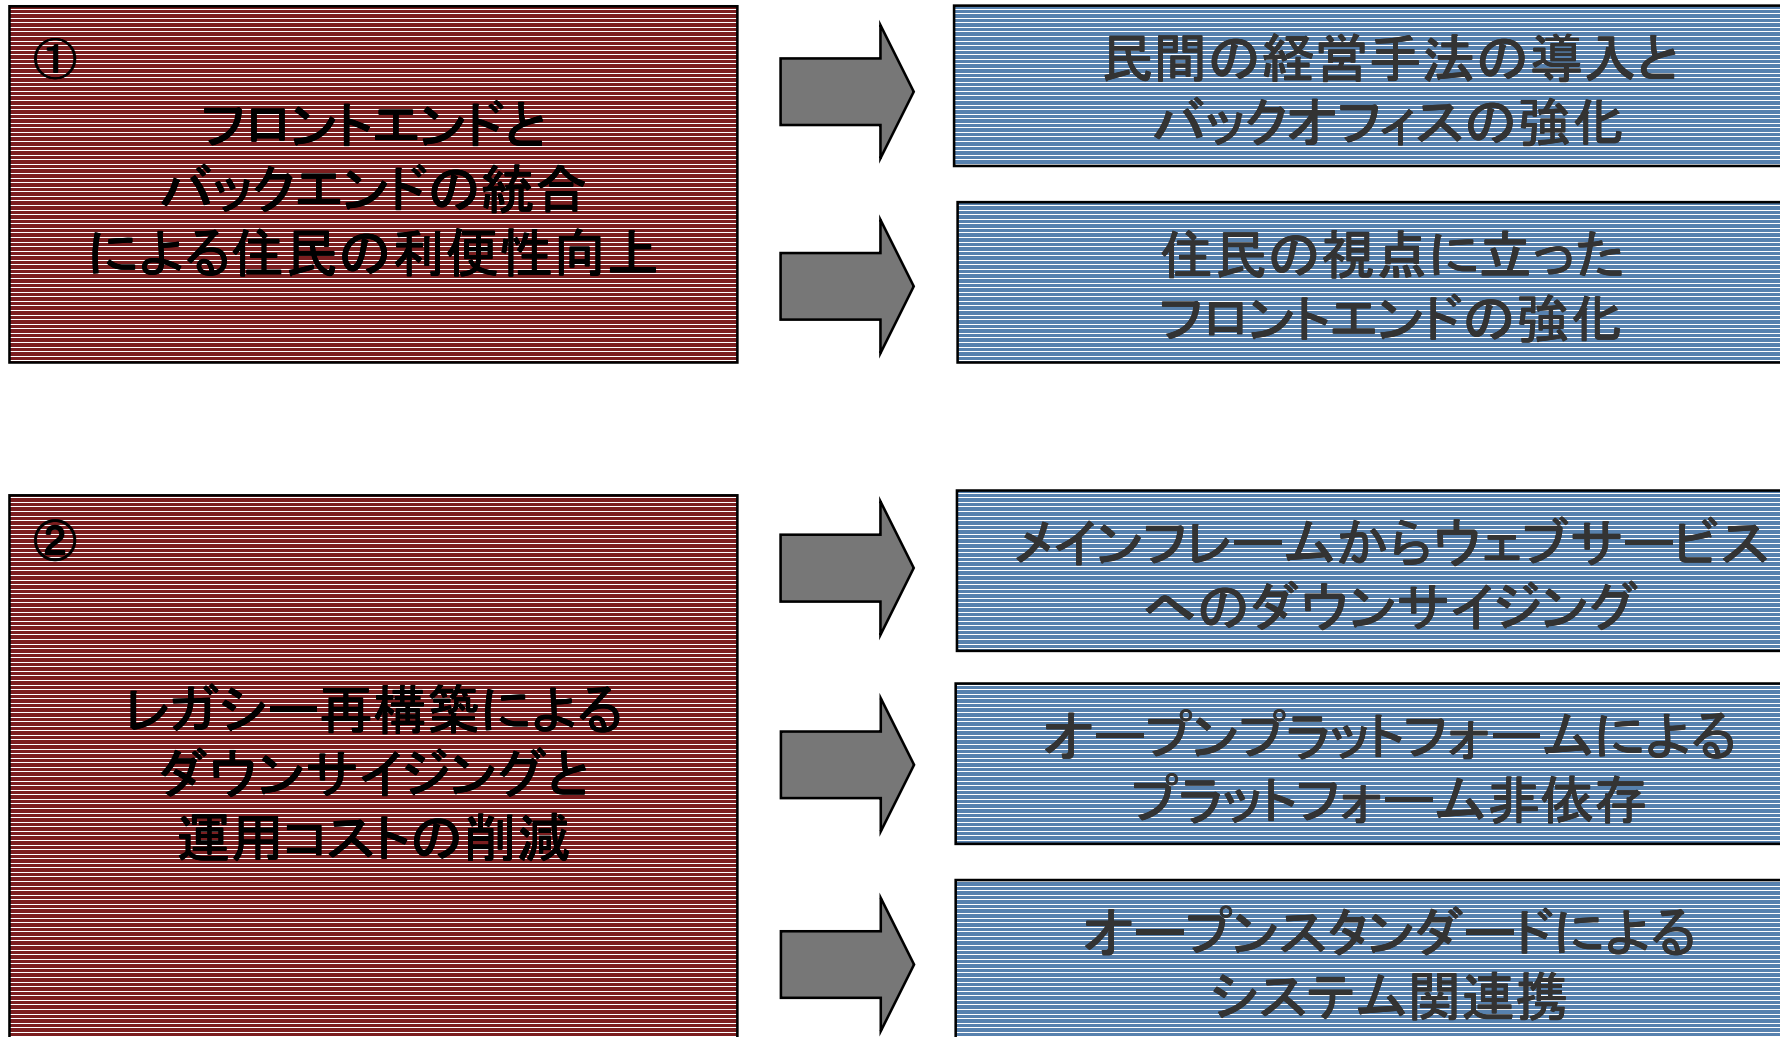 ①
フロントエンドと
バックエンドの統合
による住民の利便性向上
民間の経営手法の導入と
バックオフィスの強化
住民の視点に立った
フロントエンドの強化
②
レガシー再構築による
ダウンサイジングと
運用コストの削減
メインフレームからウェブサービス
へのダウンサイジング
オープンプラットフォームによる
プラットフォーム非依存
オープンスタンダードによる
システム関連携